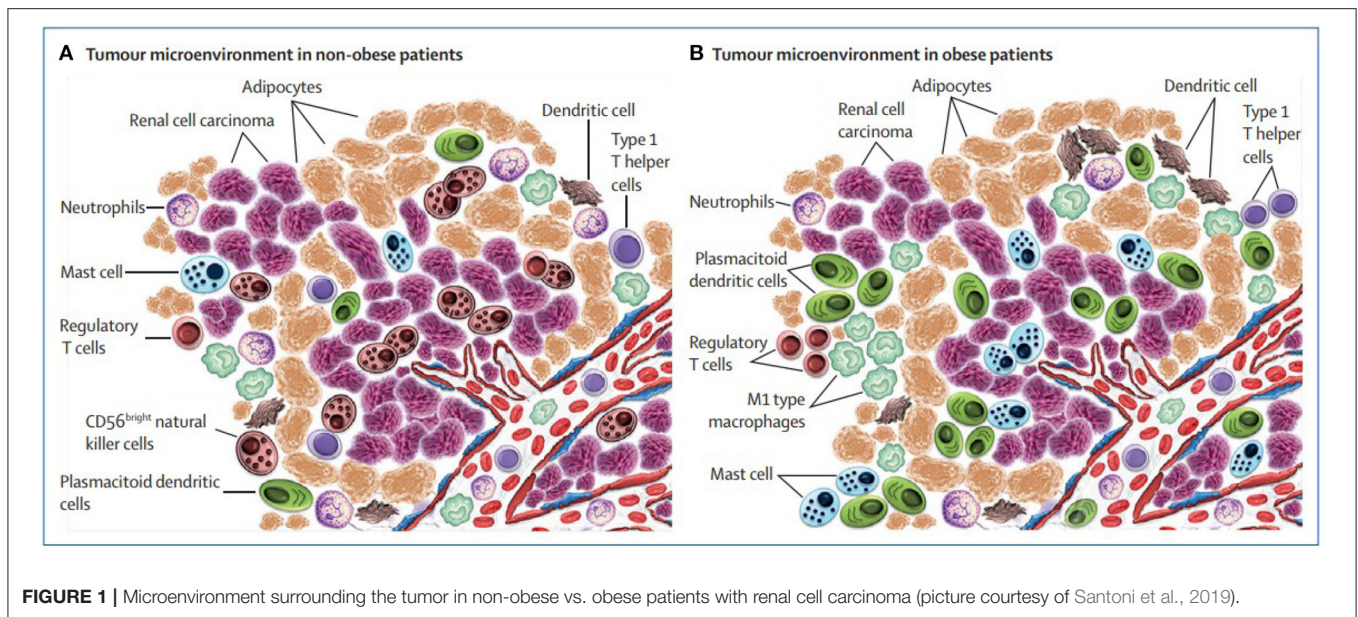 A Tumour microenvironment in non-obese patients
Adipocytes
Renal cell carcinoma
Dendritic cell
Type 1
T helper
cells
Neutrophils
Mast cell
Regulatory
T cells
CD56bright natural
killer cells
Plasmacitoid dendritic
cells
B Tumour microenvironment in obese patients
Adipocytes
Renal cell
carcinoma
Dendritic cell
Type 1
T helper
cells
Neutrophils
Plasmacitoid
dendritic cells
Regulatory
T cells
M1 type
macrophages
Mast cell
FIGURE 1 | Microenvironment surrounding the tumor in non-obese vs. obese patients with renal cell carcinoma (picture courtesy of Santoni et al., 2019).